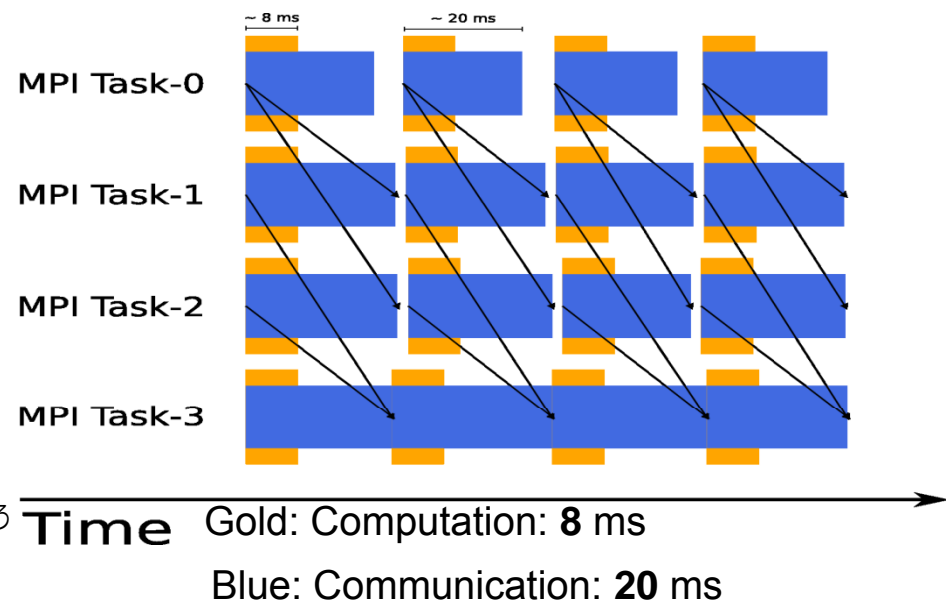 ~ 8 ms
~ 20 ms
MPI Task-0
MPI Task-1
MPI Task-2
MPI Task-3
Time
Gold: Computation: 8 ms
Blue: Communication: 20 ms